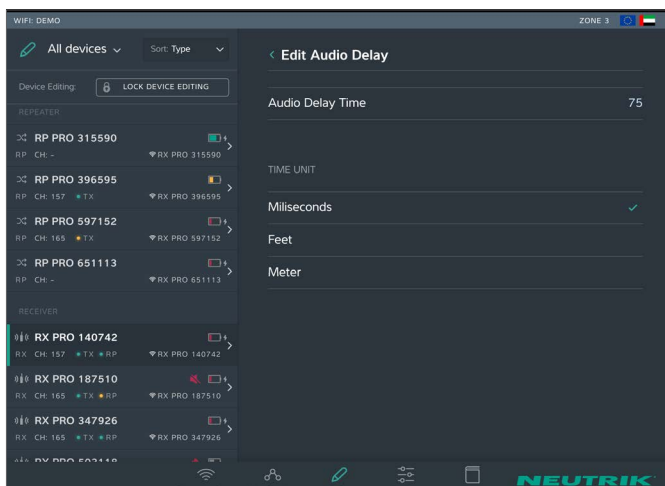 WIFI: DEMO
ZONE 3
All devices
Sort: Type
Device Editing:
LOCK DEVICE EDITING
REPEATER
RP PRO 315590
RP CH: - RX PRO 315590
RP PRO 396595
RP CH: 157 TX RX PRO 396595
RP PRO 597152
RP CH: 165 TX RX PRO 597152
RP PRO 651113
RP CH: - RX PRO 651113
RECEIVER
RX PRO 140742
RX CH: 157 TX RP RX PRO 140742
RX PRO 187510
RX CH: 165 TX RP RX PRO 187510
RX PRO 347926
RX CH: 165 TX RP RX PRO 347926
Edit Audio Delay
Audio Delay Time 75
TIME UNIT
Miliseconds
Feet
Meter
NEUTRIK